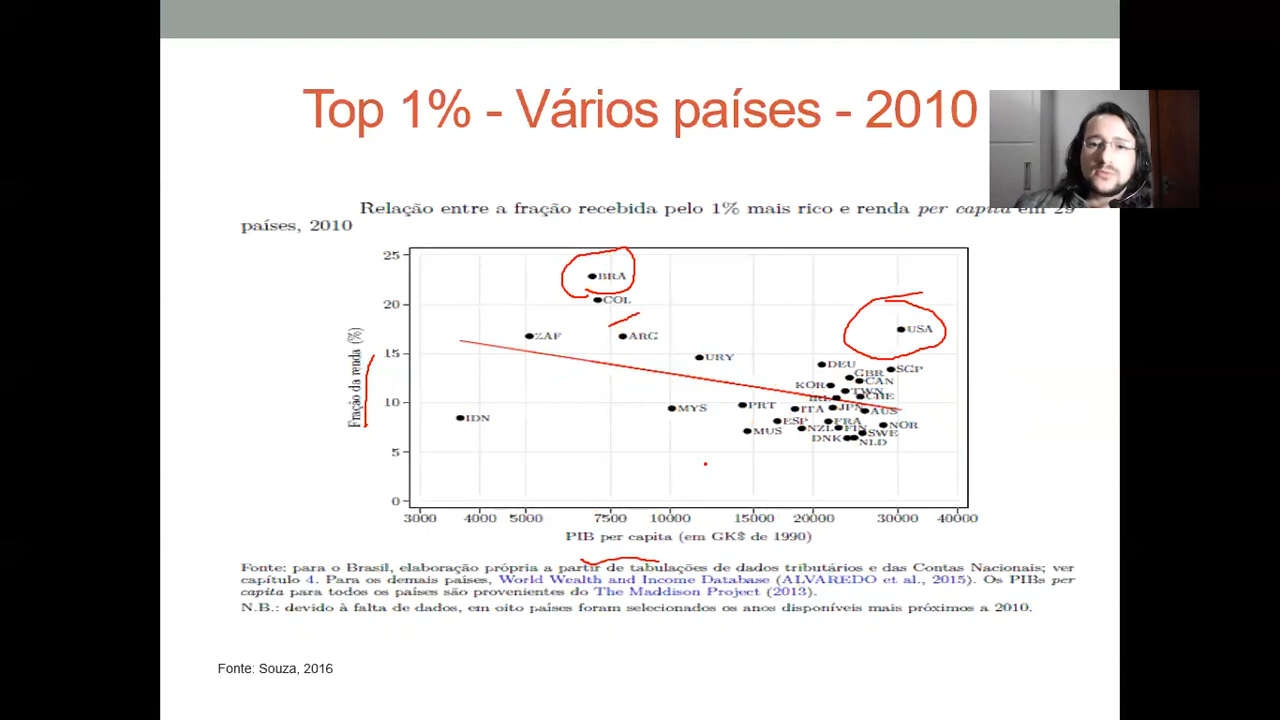 Top 1% - Vários países - 2010
Relação entre a fração recebida pelo 1% mais rico e renda per capita em 29
países, 2010
25
20
15
10
5
0
Fração da renda (%)
BRA
COL
ZAF
ARG
USA
URY
DEU
SGP
GBR
CAN
KOR
TWN
CHE
IRL
MYS
PRT
ITA
JPN
AUS
IDN
ESP
FRA
NOR
MUS
NZL
FIN
SWE
DNK
NLD
3000 4000 5000 7500 10000 15000 20000 30000 40000
PIB per capita (em GK$ de 1990)
Fonte: para o Brasil, elaboração própria a partir de tabulações de dados tributários e das Contas Nacionais; ver
capítulo 4. Para os demais países, World Wealth and Income Database (ALVAREDO et al., 2015). Os PIBs per
capita para todos os países são provenientes do The Maddison Project (2013).
N.B.: devido à falta de dados, em oito países foram selecionados os anos disponíveis mais próximos a 2010.
Fonte: Souza, 2016